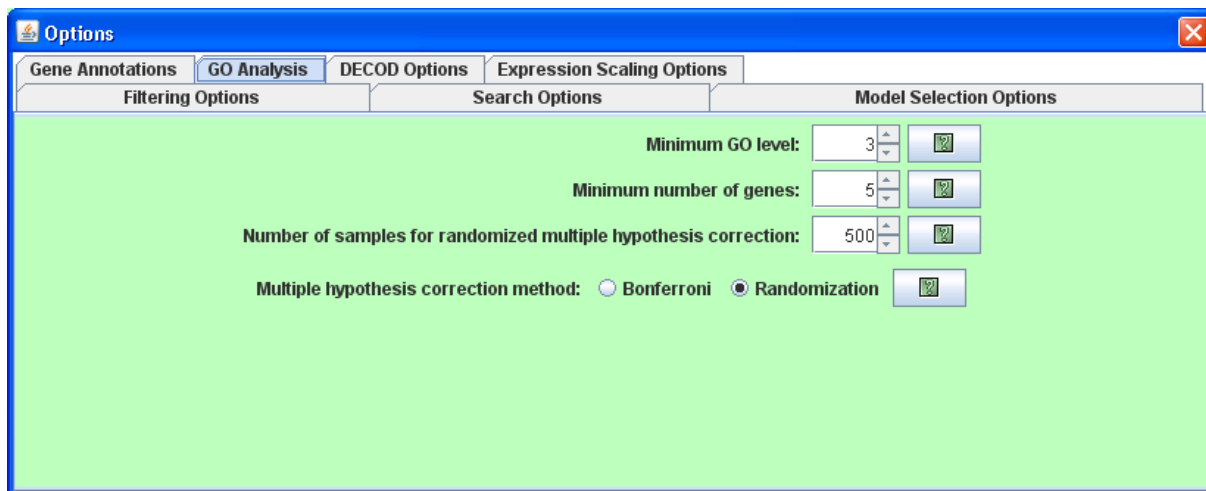 Options
Gene Annotations GO Analysis DECOD Options Expression Scaling Options
Filtering Options Search Options Model Selection Options
Minimum GO level: 3
Minimum number of genes: 5
Number of samples for randomized multiple hypothesis correction: 500
Multiple hypothesis correction method: Bonferroni Randomization